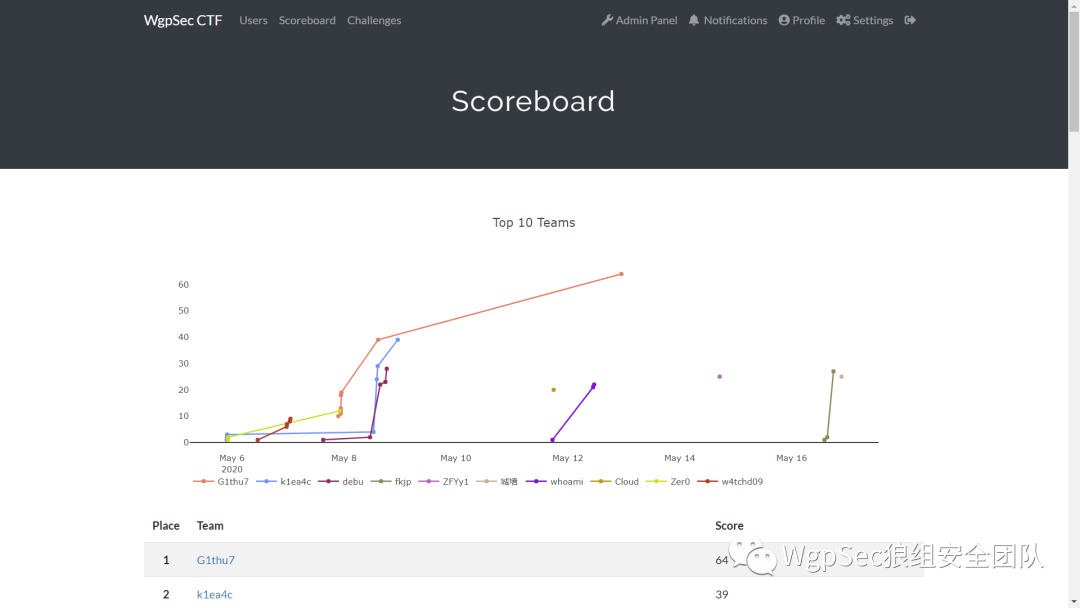 WgpSec CTF Users Scoreboard Challenges Admin Panel Notifications Profile Settings
Scoreboard
Top 10 Teams
60
50
40
30
20
10
0
May 6 May 8 May 10 May 12 May 14 May 16
2020
G1thu7 k1ea4c debu fkjp ZFYy1 城墙 whoami Cloud Zer0 w4tchd09
Place Team Score
1 G1thu7 64
2 k1ea4c 39
WgpSec狼组安全团队